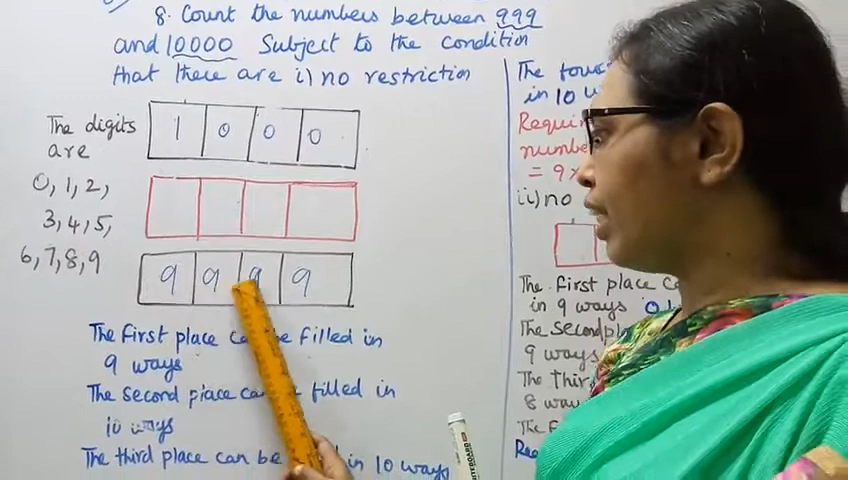 8. Count the numbers between 999
and 10000 Subject to the condition
that there are i) no restriction
The digits
are
0, 1, 2,
3, 4, 5,
6, 7, 8, 9
1 0 0 0
9 9 9 9
The First place can be filled in
9 ways
The second place can be filled in
10 ways
The third place can be filled in 10 ways
The
in 10
Requi
numbe
= 9
ii) no
The first place ca
in 9 ways
The second pl
9 ways
The thi
8 way
The